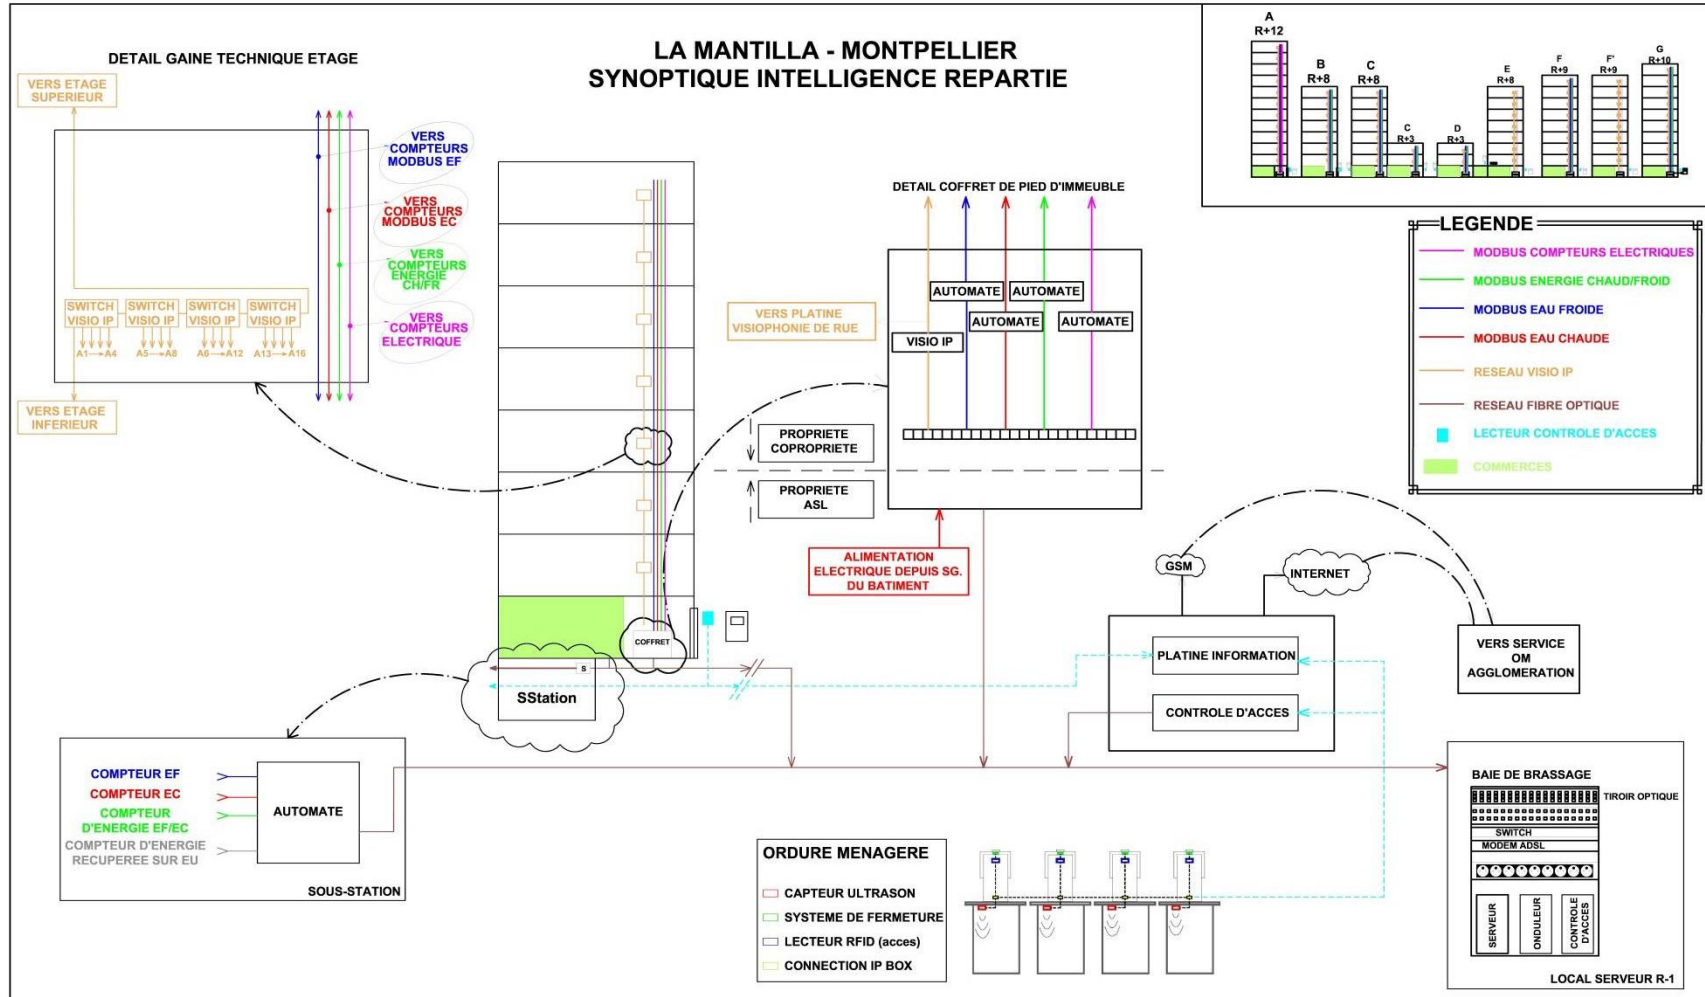 LA MANTILLA - MONTPELLIER
SYNOPTIQUE INTELLIGENCE REPARTIE
DETAIL GAINE TECHNIQUE ETAGE
VERS ETAGE
SUPERIEUR
VERS
COMPTEURS
MODBUS EF
VERS
COMPTEURS
MODBUS EC
VERS
COMPTEURS
ENERGIE
CH/FR
VERS
COMPTEURS
ELECTRIQUE
SWITCH
VISIO IP
SWITCH
VISIO IP
SWITCH
VISIO IP
SWITCH
VISIO IP
A1 A4
A5 A8
A6 A12
A13 A16
VERS ETAGE
INFERIEUR
COFFRET
S
SStation
DETAIL COFFRET DE PIED D'IMMEUBLE
VERS PLATINE
VISIOPHONIE DE RUE
AUTOMATE
AUTOMATE
AUTOMATE
AUTOMATE
VISIO IP
PROPRIETE
COPROPRIETE
PROPRIETE
ASL
ALIMENTATION
ELECTRIQUE DEPUIS SG.
DU BATIMENT
A
R+12
B
R+8
C
R+8
C
R+3
D
R+3
E
R+8
F
R+9
F'
R+9
G
R+10
LEGENDE
MODBUS COMPTEURS ELECTRIQUES
MODBUS ENERGIE CHAUD/FROID
MODBUS EAU FROIDE
MODBUS EAU CHAUDE
RESEAU VISIO IP
RESEAU FIBRE OPTIQUE
LECTEUR CONTROLE D'ACCES
COMMERCES
GSM
INTERNET
PLATINE INFORMATION
CONTROLE D'ACCES
VERS SERVICE
OM
AGGLOMERATION
COMPTEUR EF
COMPTEUR EC
COMPTEUR
D'ENERGIE EF/EC
COMPTEUR D'ENERGIE
RECUPEREE SUR EU
AUTOMATE
SOUS-STATION
ORDURE MENAGERE
CAPTEUR ULTRASON
SYSTEME DE FERMETURE
LECTEUR RFID (acces)
CONNECTION IP BOX
BAIE DE BRASSAGE
TIROIR OPTIQUE
SWITCH
MODEM ADSL
SERVEUR
ONDULEUR
CONTROLE
D'ACCES
LOCAL SERVEUR R-1